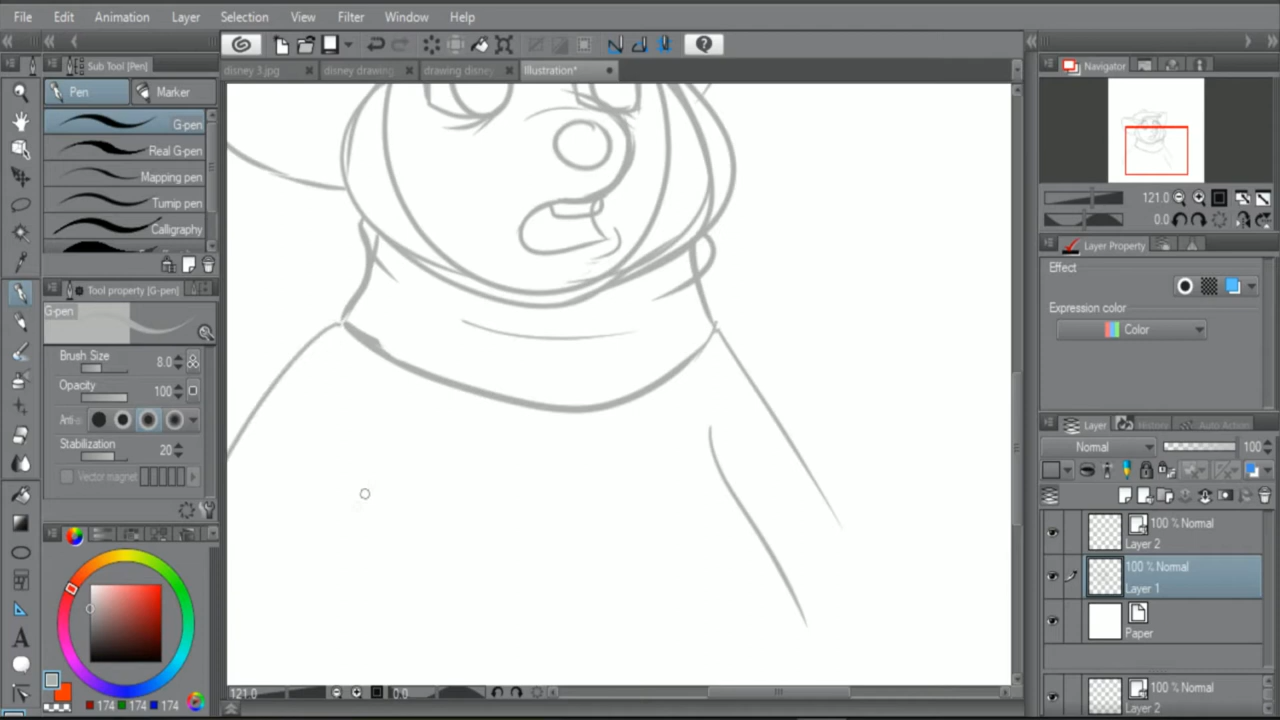 File Edit Animation Layer Selection View Filter Window Help
Sub Tool [Pen]
disney 3.jpg disney drawing drawing disney Illustration*
Navigator
Pen Marker
G-pen
Real G-pen
Mapping pen
Turnip pen
Calligraphy
121.0
0.0
Layer Property
Effect
Expression color
Color
Tool property [G-pen]
G-pen
Brush Size 8.0
Opacity 100
Stabilization 20
Vector magnet
Layer History Auto Action
Normal 100
100 % Normal
Layer 2
100 % Normal
Layer 1
Paper
100 % Normal
Layer 2
A
174 174 174
121.0 0.0